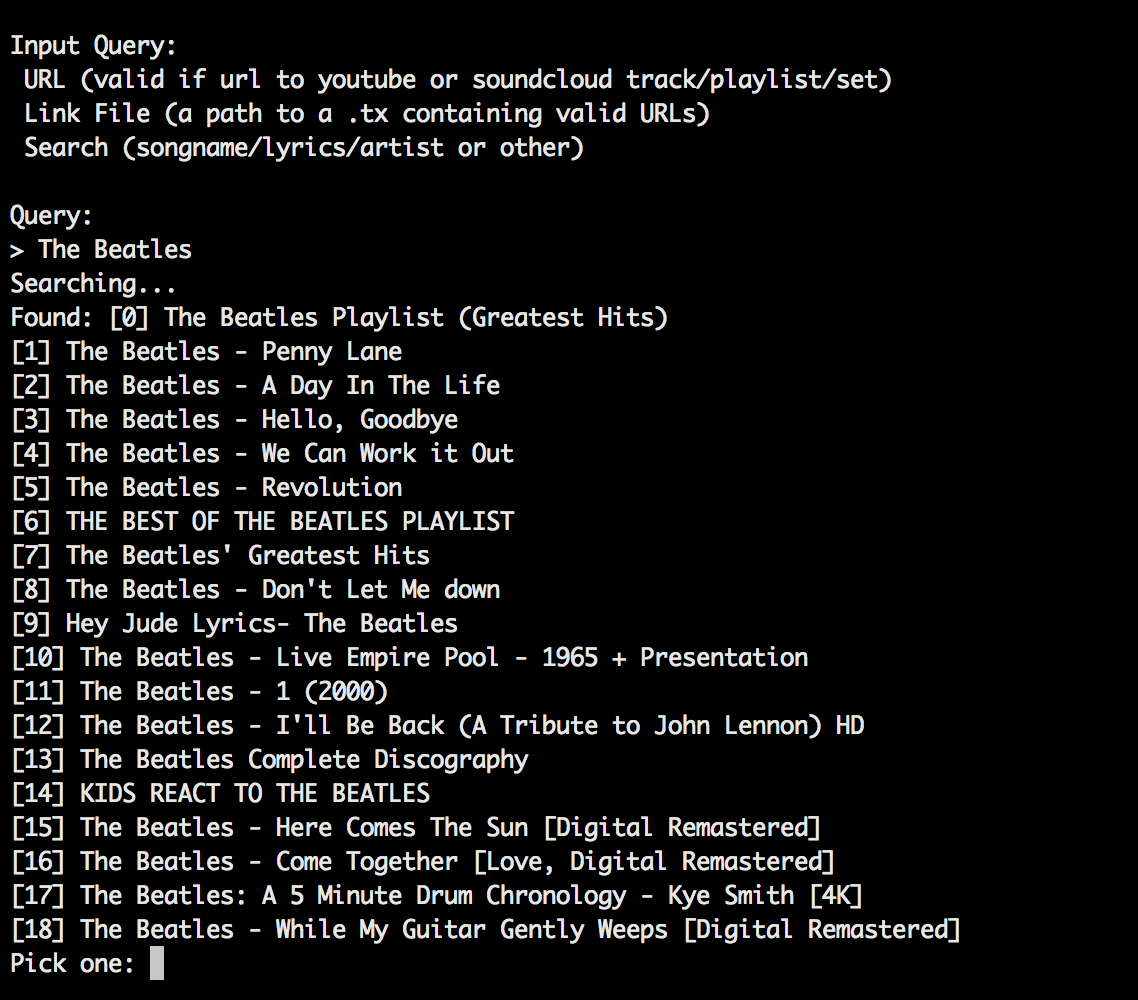 Input Query:
URL (valid if url to youtube or soundcloud track/playlist/set)
Link File (a path to a .tx containing valid URLs)
Search (songname/lyrics/artist or other)
Query:
> The Beatles
Searching...
Found: [0] The Beatles Playlist (Greatest Hits)
[1] The Beatles - Penny Lane
[2] The Beatles - A Day In The Life
[3] The Beatles - Hello, Goodbye
[4] The Beatles - We Can Work it Out
[5] The Beatles - Revolution
[6] THE BEST OF THE BEATLES PLAYLIST
[7] The Beatles' Greatest Hits
[8] The Beatles - Don't Let Me down
[9] Hey Jude Lyrics- The Beatles
[10] The Beatles - Live Empire Pool - 1965 + Presentation
[11] The Beatles - 1 (2000)
[12] The Beatles - I'll Be Back (A Tribute to John Lennon) HD
[13] The Beatles Complete Discography
[14] KIDS REACT TO THE BEATLES
[15] The Beatles - Here Comes The Sun [Digital Remastered]
[16] The Beatles - Come Together [Love, Digital Remastered]
[17] The Beatles: A 5 Minute Drum Chronology - Kye Smith [4K]
[18] The Beatles - While My Guitar Gently Weeps [Digital Remastered]
Pick one: